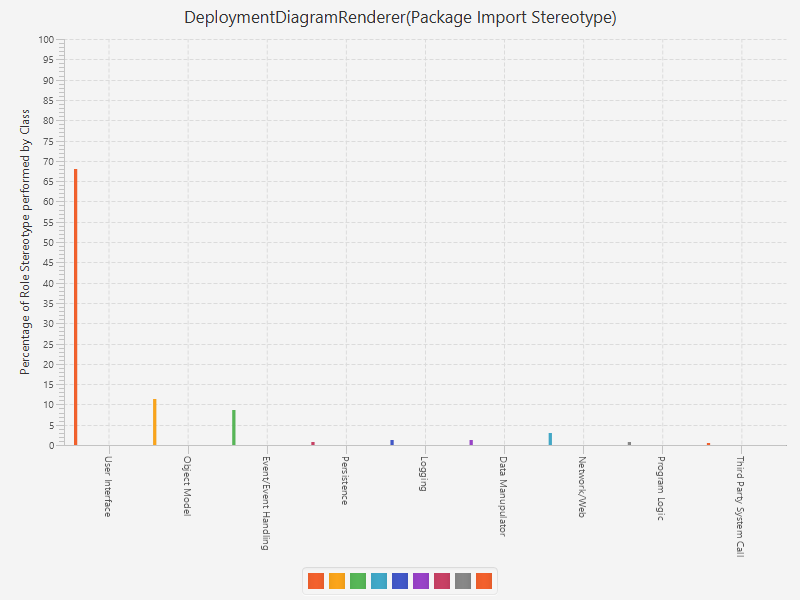 DeploymentDiagramRenderer(Package Import Stereotype)
Percentage of Role Stereotype performed by Class
100
95
90
85
80
75
70
65
60
55
50
45
40
35
30
25
20
15
10
5
0
User Interface
Object Model
Event/Event Handling
Persistence
Logging
Data Manupulator
Network/Web
Program Logic
Third Party System Call